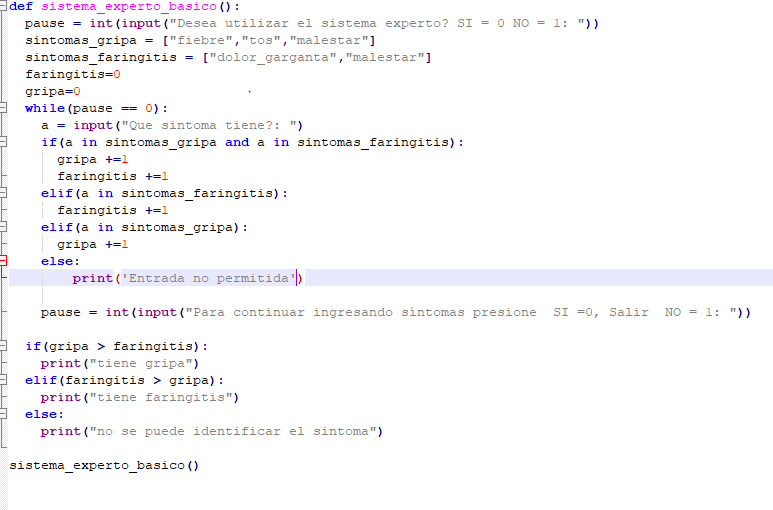 def sistema_experto_basico():
  pause = int(input("Desea utilizar el sistema experto? SI = 0 NO = 1: "))
  sintomas_gripa = ["fiebre","tos","malestar"]
  sintomas_faringitis = ["dolor_garganta","malestar"]
  faringitis=0
  gripa=0
  while(pause == 0):
    a = input("Que sintoma tiene?: ")
    if(a in sintomas_gripa and a in sintomas_faringitis):
      gripa +=1
      faringitis +=1
    elif(a in sintomas_faringitis):
      faringitis +=1
    elif(a in sintomas_gripa):
      gripa +=1
    else:
        print('Entrada no permitida')
    pause = int(input("Para continuar ingresando síntomas presione  SI =0, Salir  NO = 1: "))
  if(gripa > faringitis):
    print("tiene gripa")
  elif(faringitis > gripa):
    print("tiene faringitis")
  else:
    print("no se puede identificar el sintoma")
sistema_experto_basico()